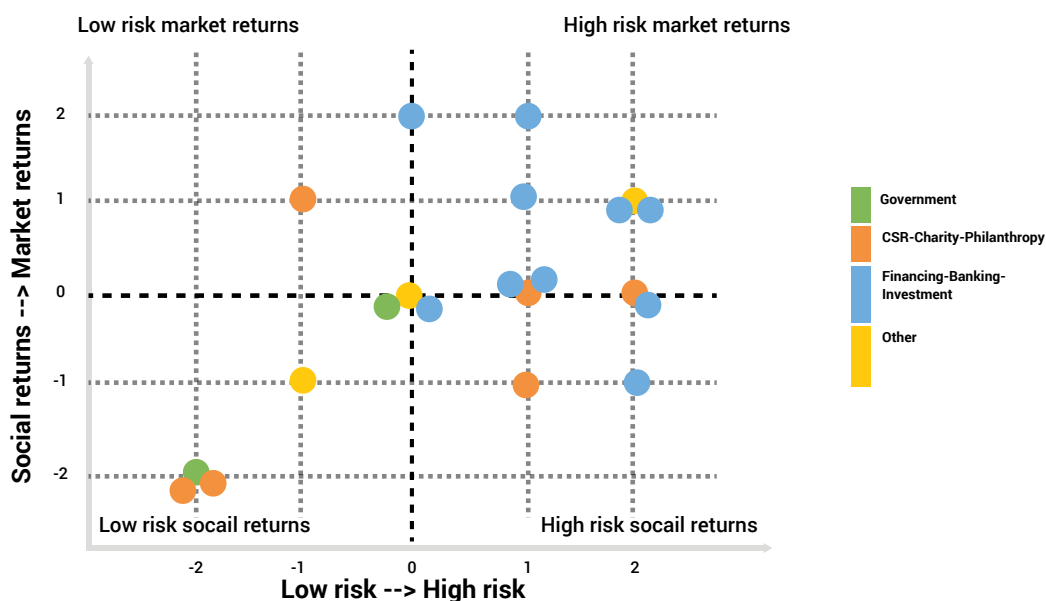 Low risk market returns
High risk market returns
Social returns --> Market returns
2
1
0
-1
-2
Government
CSR-Charity-Philanthropy
Financing-Banking-
Investment
Other
Low risk socail returns
High risk socail returns
-2
-1
0
1
2
Low risk --> High risk